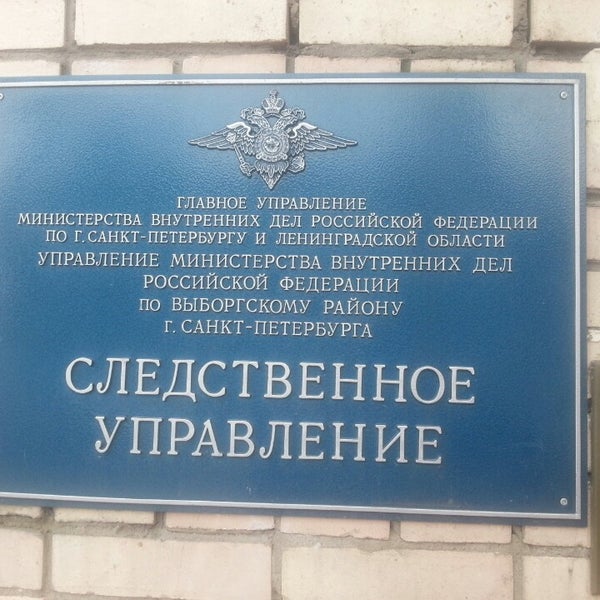 ГЛАВНОЕ УПРАВЛЕНИЕ
МИНИСТЕРСТВА ВНУТРЕННИХ ДЕЛ РОССИЙСКОЙ ФЕДЕРАЦИИ
ПО Г. САНКТ-ПЕТЕРБУРГУ И ЛЕНИНГРАДСКОЙ ОБЛАСТИ
УПРАВЛЕНИЕ МИНИСТЕРСТВА ВНУТРЕННИХ ДЕЛ
РОССИЙСКОЙ ФЕДЕРАЦИИ
ПО ВЫБОРГСКОМУ РАЙОНУ
Г. САНКТ-ПЕТЕРБУРГА
СЛЕДСТВЕННОЕ
УПРАВЛЕНИЕ